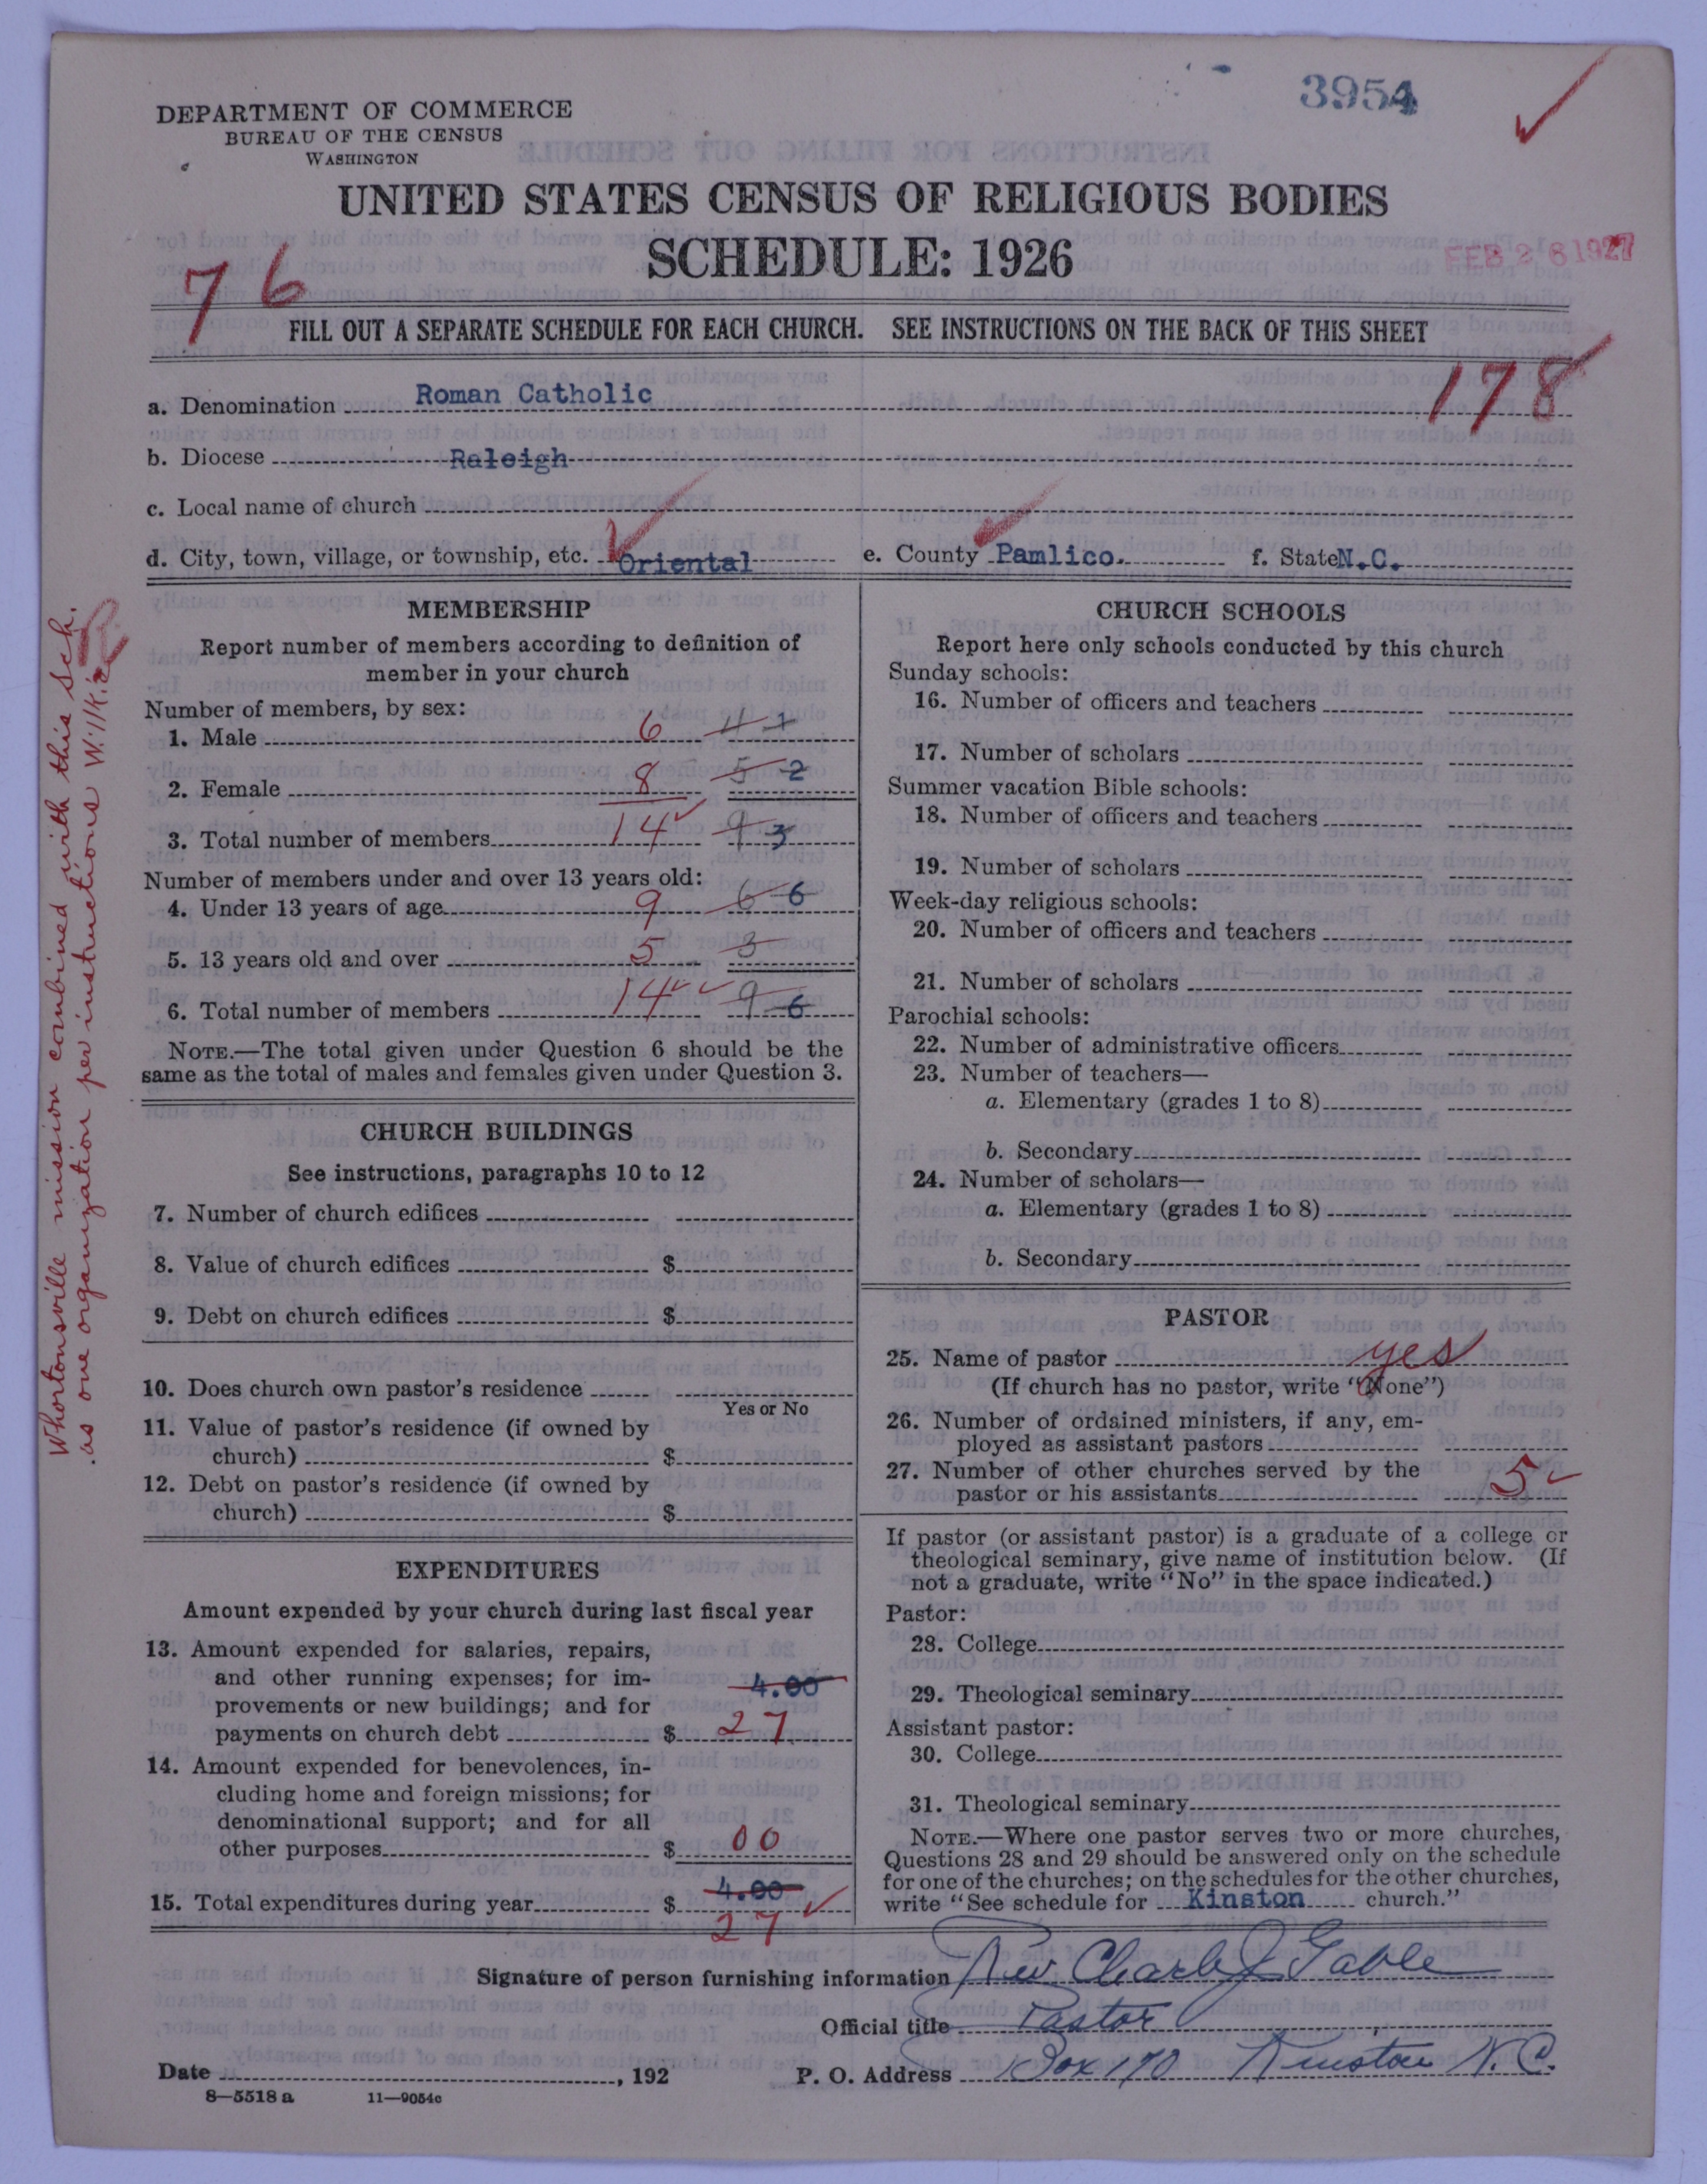 3954
DEPARTMENT OF COMMERCE
BUREAU OF THE CENSUS
WASHINGTON
UNITED STATES CENSUS OF RELIGIOUS BODIES
SCHEDULE: 1926
FEB 28 1927
76
FILL OUT A SEPARATE SCHEDULE FOR EACH CHURCH. SEE INSTRUCTIONS ON THE BACK OF THIS SHEET
178
a. Denomination Roman Catholic
b. Diocese Raleigh
c. Local name of church
d. City, town, village, or township, etc. Oriental e. County Pamlico. f. State N.C.
Whortonsville mission combined with this sch.
as one organization per instructions W.I.K.
MEMBERSHIP
Report number of members according to definition of
member in your church
Number of members, by sex:
1. Male 6 4 1
2. Female 8 5 2
3. Total number of members 14 9 3
Number of members under and over 13 years old:
4. Under 13 years of age 9 6 6
5. 13 years old and over 5 3
6. Total number of members 14 9 6
NOTE.—The total given under Question 6 should be the
same as the total of males and females given under Question 3.
CHURCH BUILDINGS
See instructions, paragraphs 10 to 12
7. Number of church edifices
8. Value of church edifices $
9. Debt on church edifices $
10. Does church own pastor's residence
Yes or No
11. Value of pastor's residence (if owned by
church) $
12. Debt on pastor's residence (if owned by
church) $
EXPENDITURES
Amount expended by your church during last fiscal year
13. Amount expended for salaries, repairs,
and other running expenses; for im-
provements or new buildings; and for 4.00
payments on church debt $ 27
14. Amount expended for benevolences, in-
cluding home and foreign missions; for
denominational support; and for all
other purposes $ 00
4.00
15. Total expenditures during year $
27
CHURCH SCHOOLS
Report here only schools conducted by this church
Sunday schools:
16. Number of officers and teachers
17. Number of scholars
Summer vacation Bible schools:
18. Number of officers and teachers
19. Number of scholars
Week-day religious schools:
20. Number of officers and teachers
21. Number of scholars
Parochial schools:
22. Number of administrative officers
23. Number of teachers—
a. Elementary (grades 1 to 8)
b. Secondary
24. Number of scholars—
a. Elementary (grades 1 to 8)
b. Secondary
PASTOR
25. Name of pastor yes
(If church has no pastor, write "None")
26. Number of ordained ministers, if any, em-
ployed as assistant pastors
27. Number of other churches served by the
pastor or his assistants 5
If pastor (or assistant pastor) is a graduate of a college or
theological seminary, give name of institution below. (If
not a graduate, write "No" in the space indicated.)
Pastor:
28. College
29. Theological seminary
Assistant pastor:
30. College
31. Theological seminary
NOTE.—Where one pastor serves two or more churches,
Questions 28 and 29 should be answered only on the schedule
for one of the churches; on the schedules for the other churches,
write "See schedule for Kinston church."
Signature of person furnishing information Rev. Charles J Gable
Official title Pastor
Date , 192 P. O. Address Box 170 Kinston N.C.
8—5518 a 11—9054c